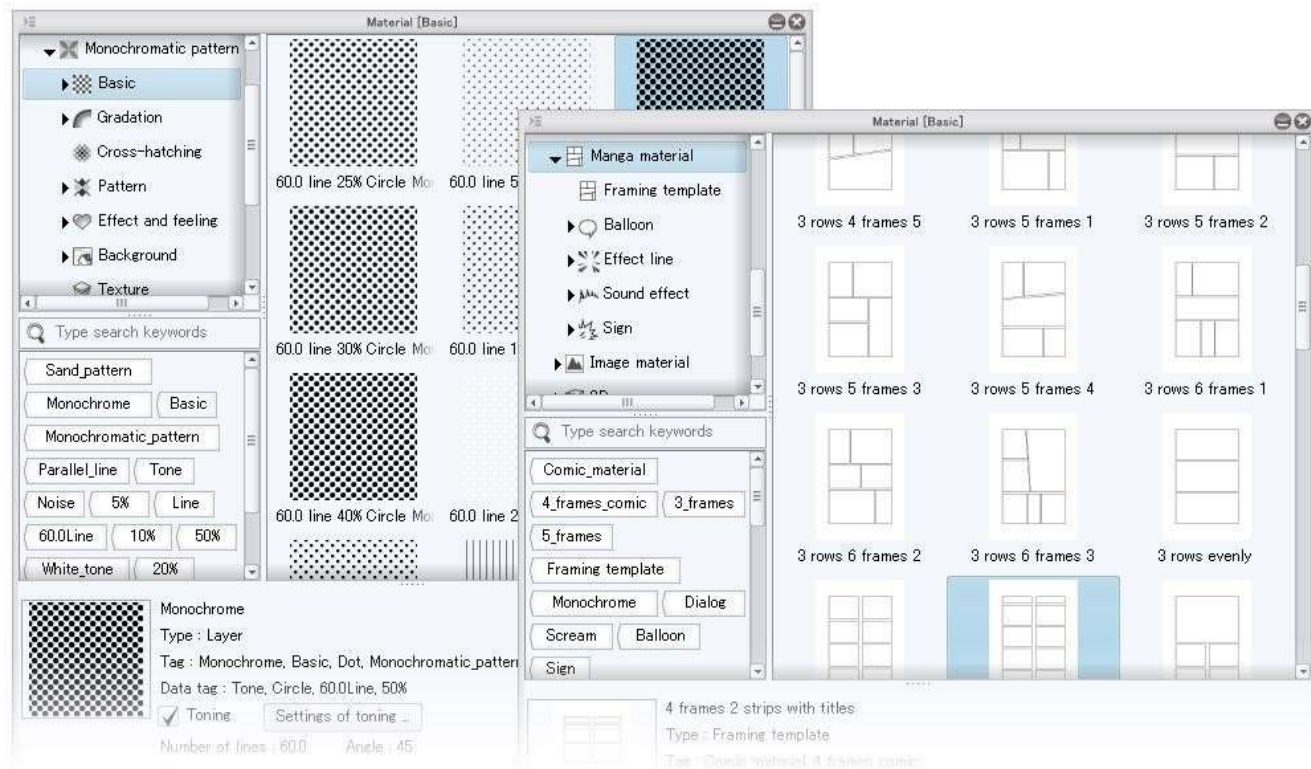 Material [Basic]
Monochromatic pattern
Basic
Gradation
Cross-hatching
Pattern
Effect and feeling
Background
Texture
Type search keywords
Sand_pattern
Monochrome Basic
Monochromatic_pattern
Parallel_line Tone
Noise 5% Line
60.0Line 10% 50%
White_tone 20%
60.0 line 25% Circle Mo 60.0 line 5
60.0 line 30% Circle Mo 60.0 line 1
60.0 line 40% Circle Mo 60.0 line 2
Monochrome
Type : Layer
Tag : Monochrome, Basic, Dot, Monochromatic_pattern
Data tag : Tone, Circle, 60.0Line, 50%
Toning Settings of toning ...
Number of lines : 60.0 Angle : 45
Material [Basic]
Manga material
Framing template
Balloon
Effect line
Sound effect
Sign
Image material
Type search keywords
Comic_material
4_frames_comic 3_frames
5_frames
Framing template
Monochrome Dialog
Scream Balloon
Sign
3 rows 4 frames 5 3 rows 5 frames 1 3 rows 5 frames 2
3 rows 5 frames 3 3 rows 5 frames 4 3 rows 6 frames 1
3 rows 6 frames 2 3 rows 6 frames 3 3 rows evenly
4 frames 2 strips with titles
Type : Framing template
Tag : Comic_material, 4_frames_comic,